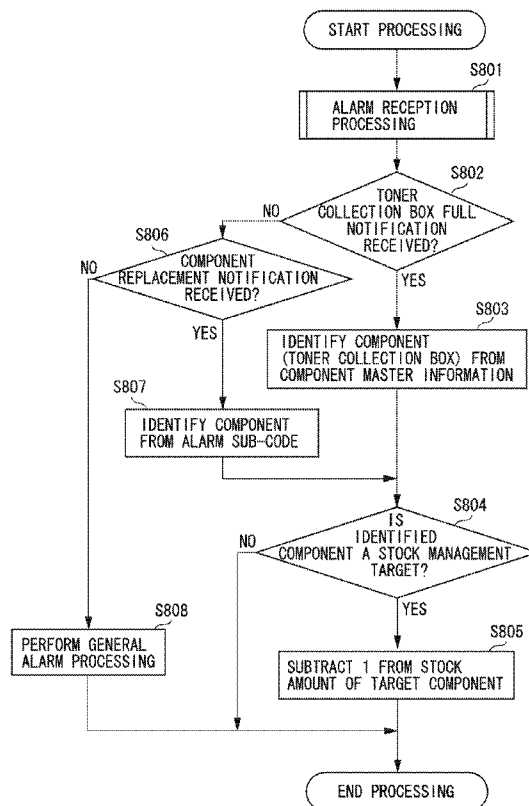 START PROCESSING
S801
ALARM RECEPTION
PROCESSING
S802
TONER
COLLECTION BOX FULL
NOTIFICATION
RECEIVED?
NO
YES
S806
COMPONENT
REPLACEMENT NOTIFICATION
RECEIVED?
NO
YES
S803
IDENTIFY COMPONENT
(TONER COLLECTION BOX) FROM
COMPONENT MASTER INFORMATION
S807
IDENTIFY COMPONENT
FROM ALARM SUB-CODE
S804
IS
IDENTIFIED
COMPONENT A STOCK MANAGEMENT
TARGET?
NO
YES
S808
PERFORM GENERAL
ALARM PROCESSING
S805
SUBTRACT 1 FROM STOCK
AMOUNT OF TARGET COMPONENT
END PROCESSING